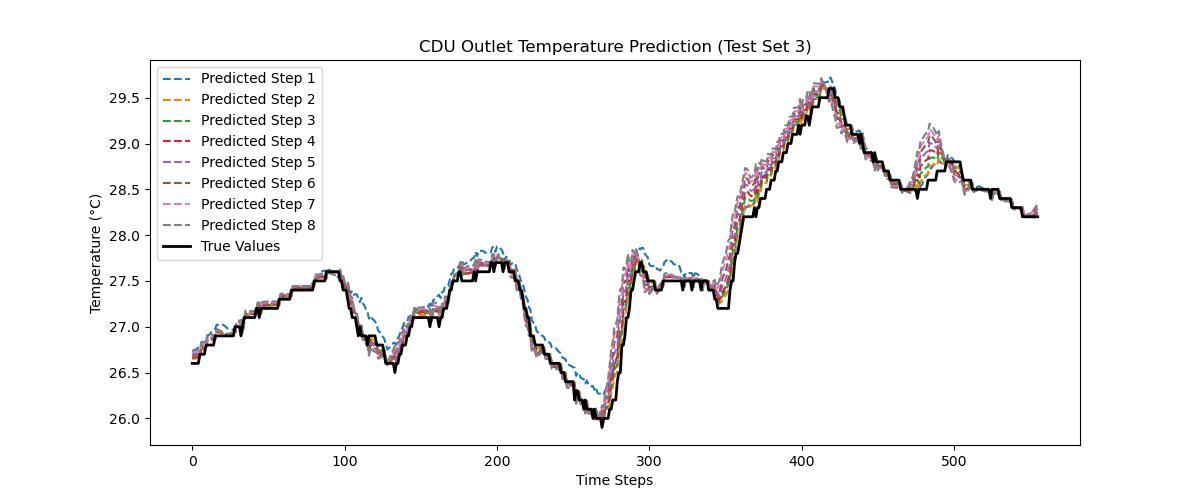 CDU Outlet Temperature Prediction (Test Set 3)
Predicted Step 1
Predicted Step 2
Predicted Step 3
Predicted Step 4
Predicted Step 5
Predicted Step 6
Predicted Step 7
Predicted Step 8
True Values
Temperature (°C)
29.5
29.0
28.5
28.0
27.5
27.0
26.5
26.0
0 100 200 300 400 500
Time Steps